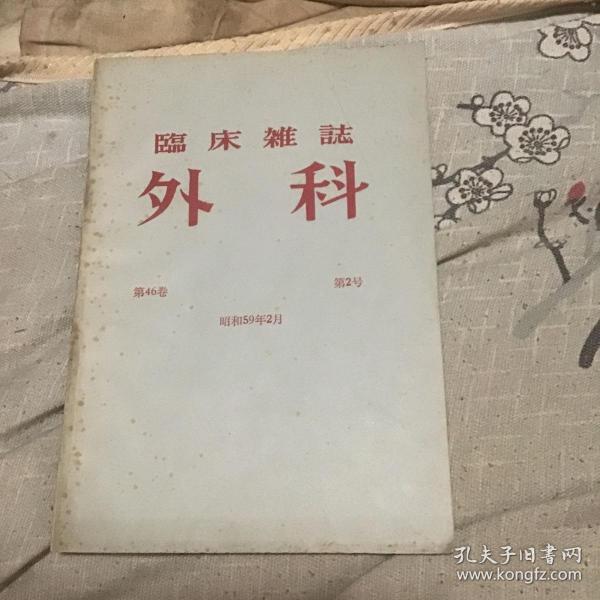 臨床雑誌
外科
第46巻 第2号
昭和59年2月
孔夫子旧书网
www.kongfz.com